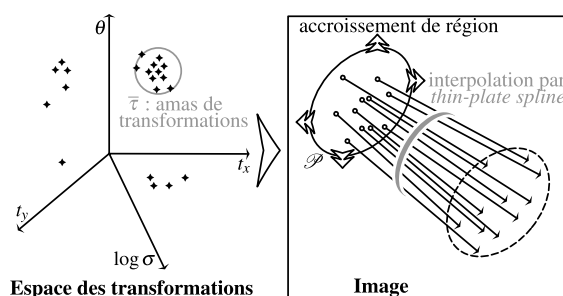 θ
τ̅ : amas de
transformations
t_x
t_y
log σ
Espace des transformations
accroissement de région
interpolation par
thin-plate spline
𝒫
Image